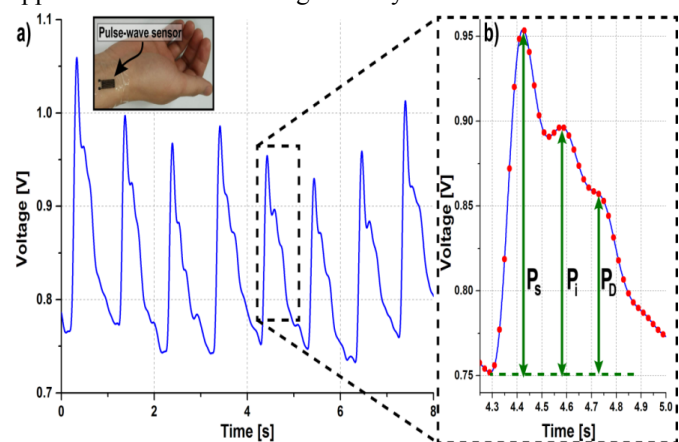 a)
Pulse-wave sensor
1.1
1.0
0.9
0.8
0.7
Voltage [V]
0 2 4 6 8
Time [s]
b)
0.95
0.90
0.85
0.80
0.75
Voltage [V]
Ps Pi PD
4.3 4.4 4.5 4.6 4.7 4.8 4.9 5.0
Time [s]